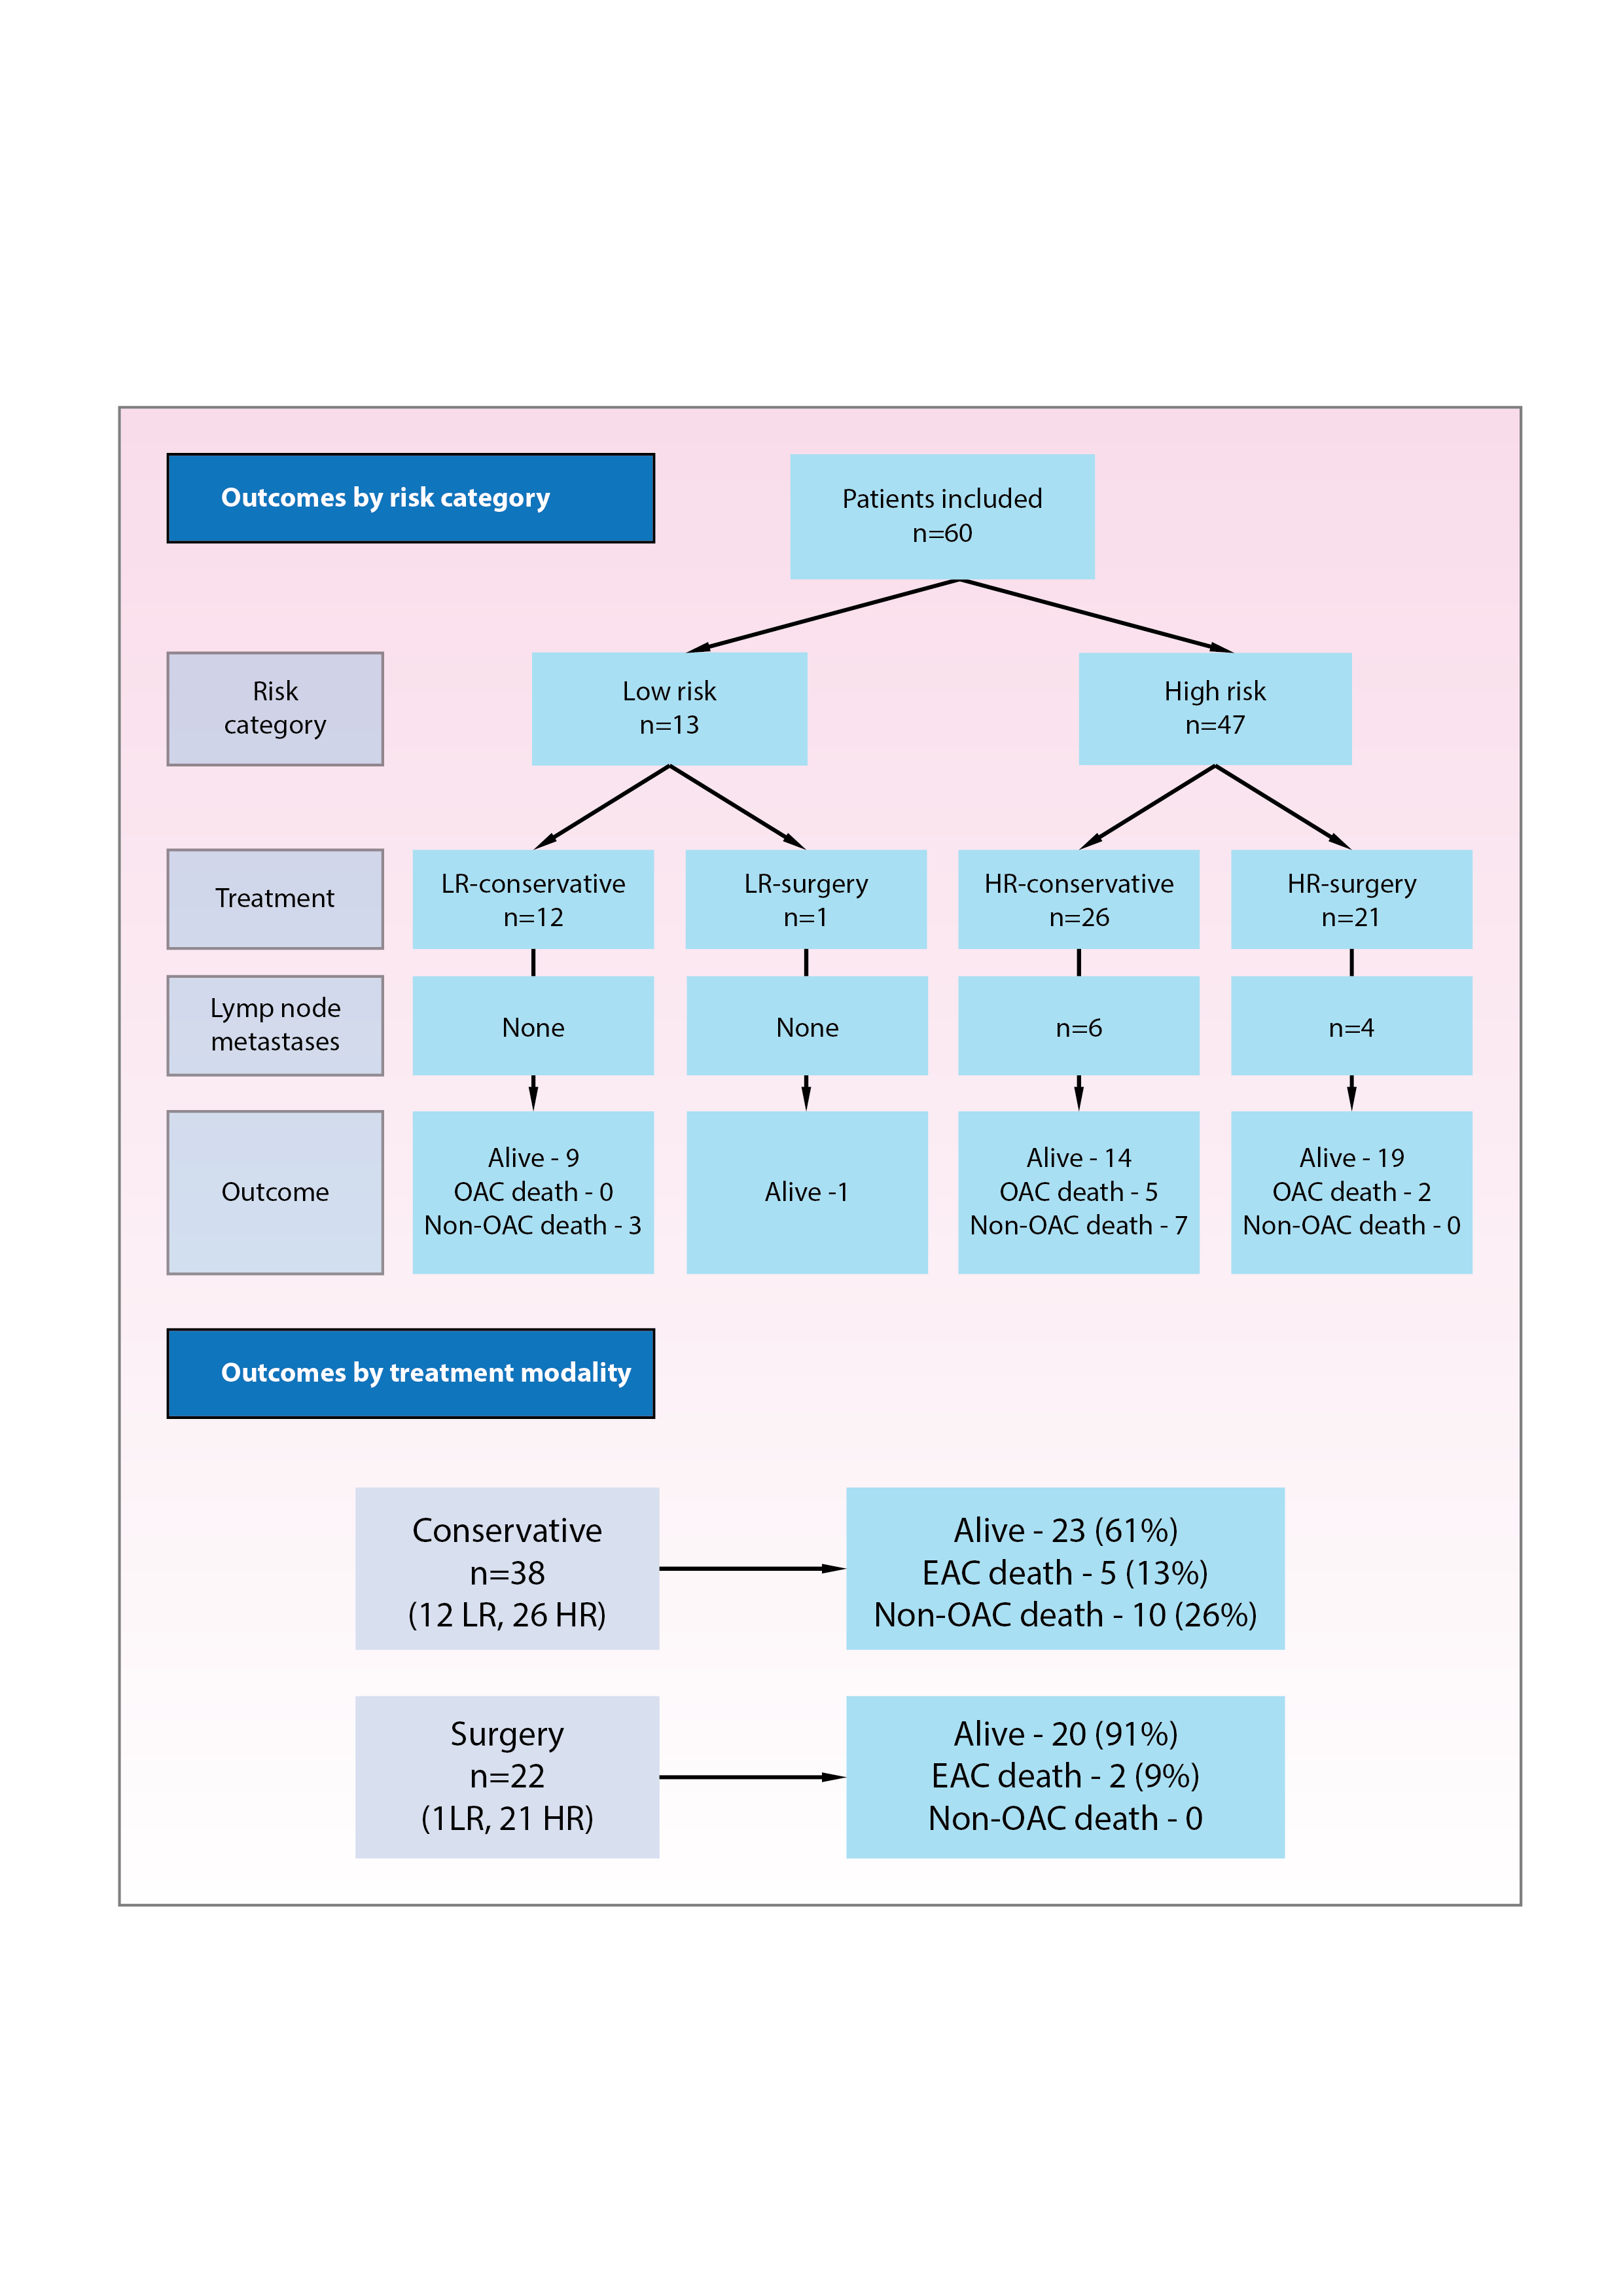 Outcomes by risk category
Patients included
n=60
Risk
category
Low risk
n=13
High risk
n=47
Treatment
LR-conservative
n=12
LR-surgery
n=1
HR-conservative
n=26
HR-surgery
n=21
Lymp node
metastases
None
None
n=6
n=4
Outcome
Alive - 9
OAC death - 0
Non-OAC death - 3
Alive -1
Alive - 14
OAC death - 5
Non-OAC death - 7
Alive - 19
OAC death - 2
Non-OAC death - 0
Outcomes by treatment modality
Conservative
n=38
(12 LR, 26 HR)
Alive - 23 (61%)
EAC death - 5 (13%)
Non-OAC death - 10 (26%)
Surgery
n=22
(1LR, 21 HR)
Alive - 20 (91%)
EAC death - 2 (9%)
Non-OAC death - 0